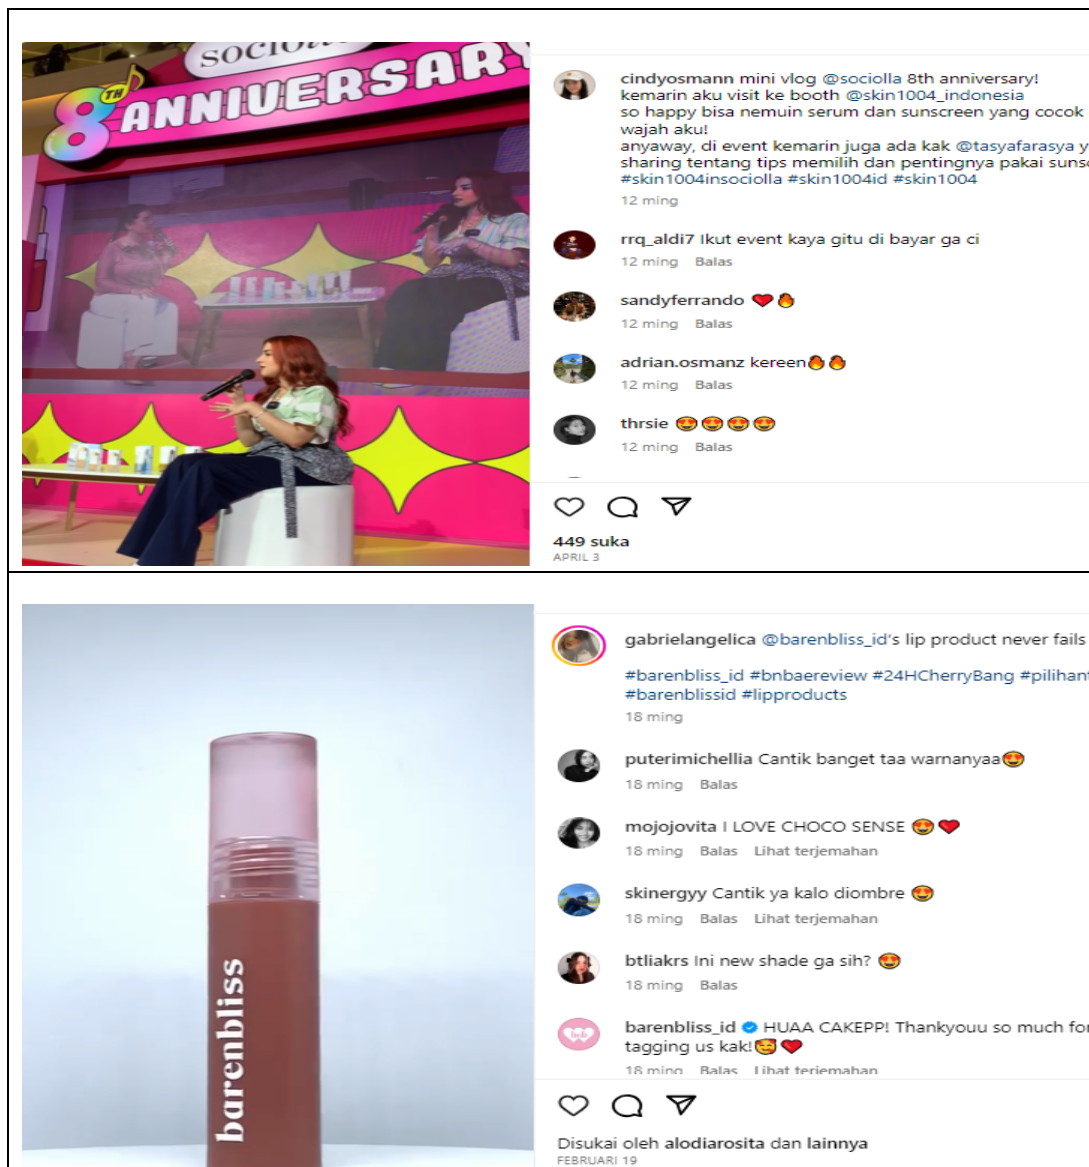 sociolla
8TH ANNIVERSARY
cindyosmann mini vlog @sociolla 8th anniversary!
kemarin aku visit ke booth @skin1004_indonesia
so happy bisa nemuin serum dan sunscreen yang cocok
wajah aku!
anyaway, di event kemarin juga ada kak @tasyafarasya y
sharing tentang tips memilih dan pentingnya pakai sunsc
#skin1004insociolla #skin1004id #skin1004
12 ming
rrq_aldi7 Ikut event kaya gitu di bayar ga ci
12 ming Balas
sandyferrando ❤️🔥
12 ming Balas
adrian.osmanz kereen🔥🔥
12 ming Balas
thrsie 😍😍😍😍
12 ming Balas
449 suka
APRIL 3
barenbliss
gabrielangelica @barenbliss_id's lip product never fails
#barenbliss_id #bnbaereview #24HCherryBang #pilihant
#barenblissid #lipproducts
18 ming
puterimichellia Cantik banget taa warnanyaa😍
18 ming Balas
mojojovita I LOVE CHOCO SENSE 😍❤️
18 ming Balas Lihat terjemahan
skinergyy Cantik ya kalo diombre 😍
18 ming Balas Lihat terjemahan
btliakrs Ini new shade ga sih? 😍
18 ming Balas
barenbliss_id HUAA CAKEPP! Thankyouu so much for
tagging us kak!🥰❤️
18 ming Balas Lihat terjemahan
Disukai oleh alodiarosita dan lainnya
FEBRUARI 19